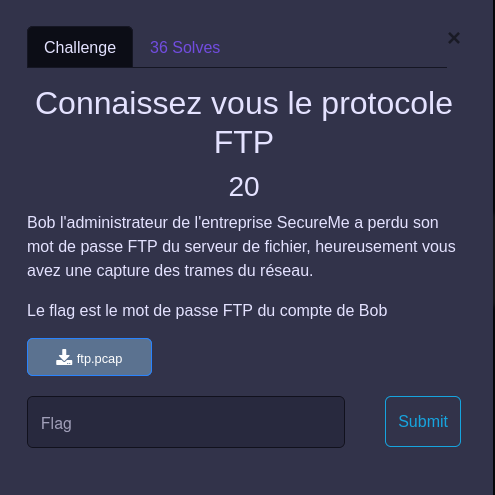 Challenge
36 Solves
×
Connaissez vous le protocole
FTP
20
Bob l'administrateur de l'entreprise SecureMe a perdu son
mot de passe FTP du serveur de fichier, heureusement vous
avez une capture des trames du réseau.
Le flag est le mot de passe FTP du compte de Bob
ftp.pcap
Flag
Submit